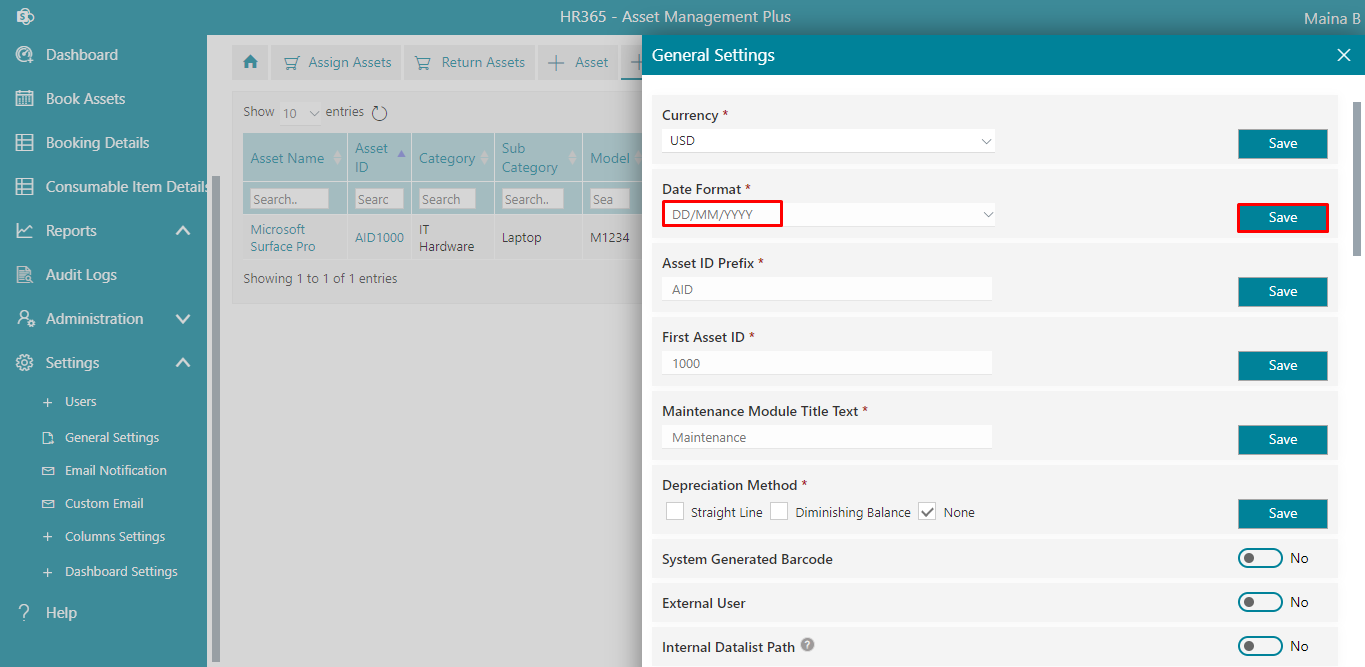 HR365 - Asset Management Plus
Maina B
Dashboard
Book Assets
Booking Details
Consumable Item Details
Reports
Audit Logs
Administration
Settings
Users
General Settings
Email Notification
Custom Email
Columns Settings
Dashboard Settings
Help
Assign Assets
Return Assets
Asset
Show 10 entries
Asset Name
Asset
ID
Category
Sub
Category
Model
Search..
Searc
Search
Search..
Sea
Microsoft
Surface Pro
AID1000
IT
Hardware
Laptop
M1234
Showing 1 to 1 of 1 entries
General Settings
Currency *
USD
Save
Date Format *
DD/MM/YYYY
Save
Asset ID Prefix *
AID
Save
First Asset ID *
1000
Save
Maintenance Module Title Text *
Maintenance
Save
Depreciation Method *
Straight Line Diminishing Balance None
Save
System Generated Barcode
No
External User
No
Internal Datalist Path ?
No